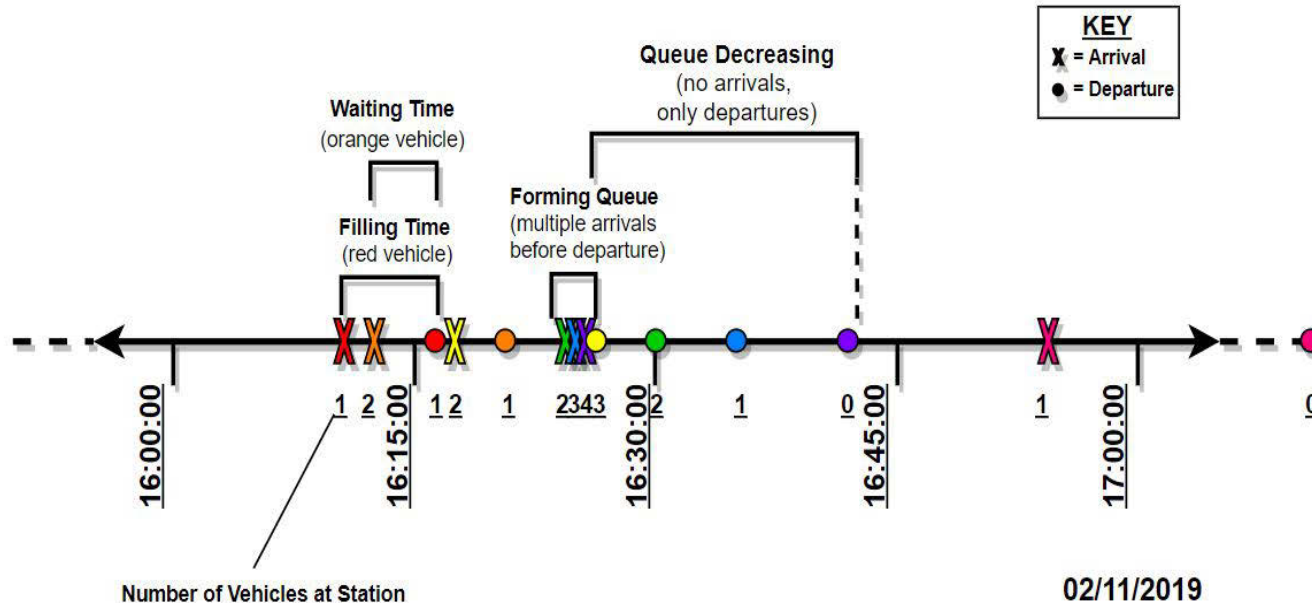 KEY
X = Arrival
● = Departure
Queue Decreasing
(no arrivals,
only departures)
Waiting Time
(orange vehicle)
Filling Time
(red vehicle)
Forming Queue
(multiple arrivals
before departure)
1 2 1 2 1 2343 2 1 0 1 0
16:00:00
16:15:00
16:30:00
16:45:00
17:00:00
Number of Vehicles at Station
02/11/2019